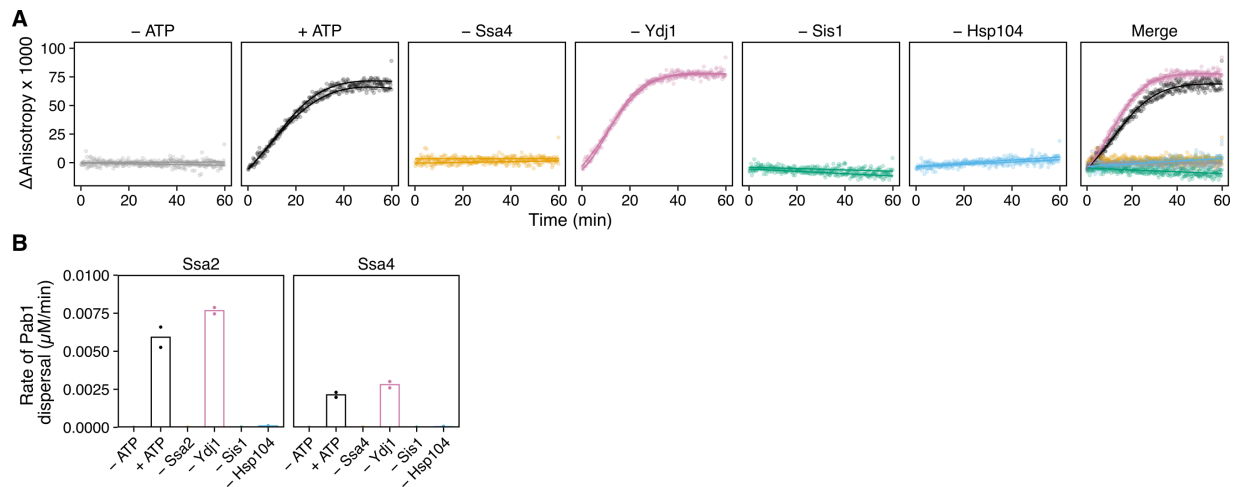 A
– ATP
+ ATP
– Ssa4
– Ydj1
– Sis1
– Hsp104
Merge
ΔAnisotropy x 1000
100
75
50
25
0
0 20 40 60
0 20 40 60
0 20 40 60
0 20 40 60
0 20 40 60
0 20 40 60
0 20 40 60
Time (min)
B
Ssa2
Ssa4
Rate of Pab1
dispersal (µM/min)
0.0100
0.0075
0.0050
0.0025
0.0000
– ATP
+ ATP
– Ssa2
– Ydj1
– Sis1
– Hsp104
– ATP
+ ATP
– Ssa4
– Ydj1
– Sis1
– Hsp104